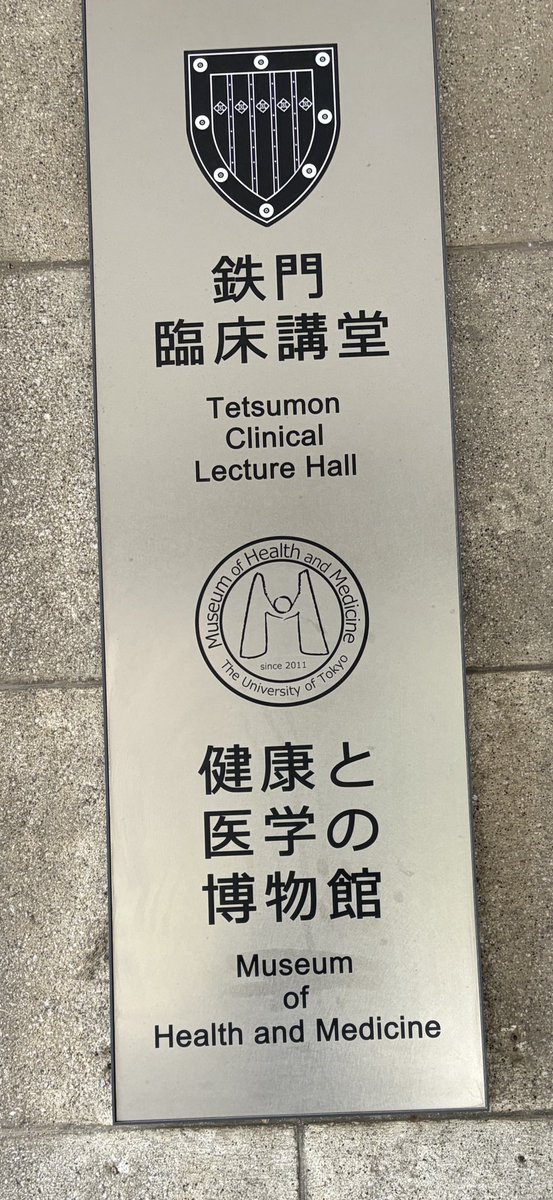 鉄門
臨床講堂
Tetsumon
Clinical
Lecture Hall
Museum of Health and Medicine
since 2011
The University of Tokyo
健康と
医学の
博物館
Museum
of
Health and Medicine